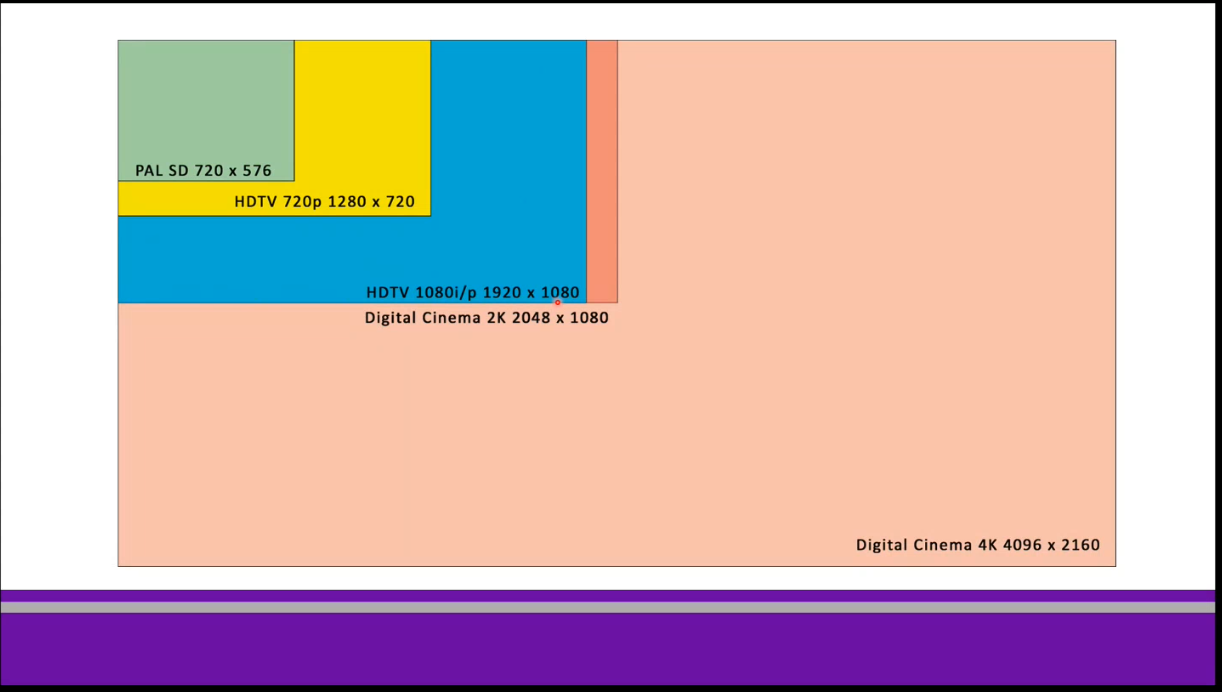 PAL SD 720 x 576
HDTV 720p 1280 x 720
HDTV 1080i/p 1920 x 1080
Digital Cinema 2K 2048 x 1080
Digital Cinema 4K 4096 x 2160